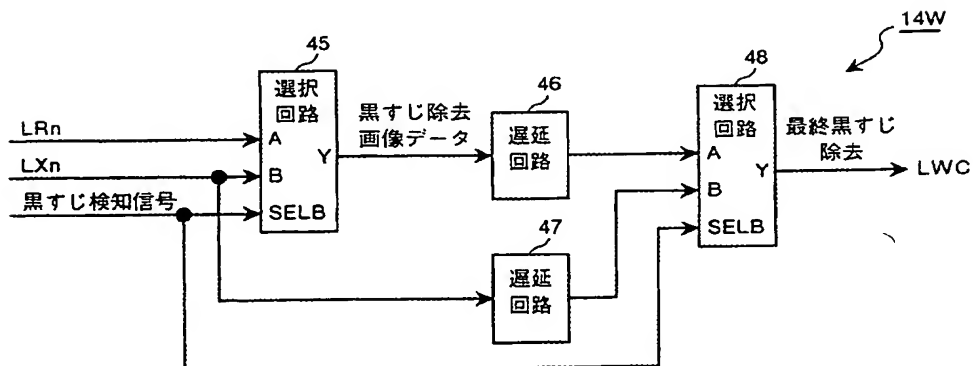 14W
45
選択
回路
LRn
A
LXn
B
Y
黒すじ検知信号
SELB
黒すじ除去
画像データ
46
遅延
回路
47
遅延
回路
48
選択
回路
A
B
Y
SELB
最終黒すじ
除去
LWC